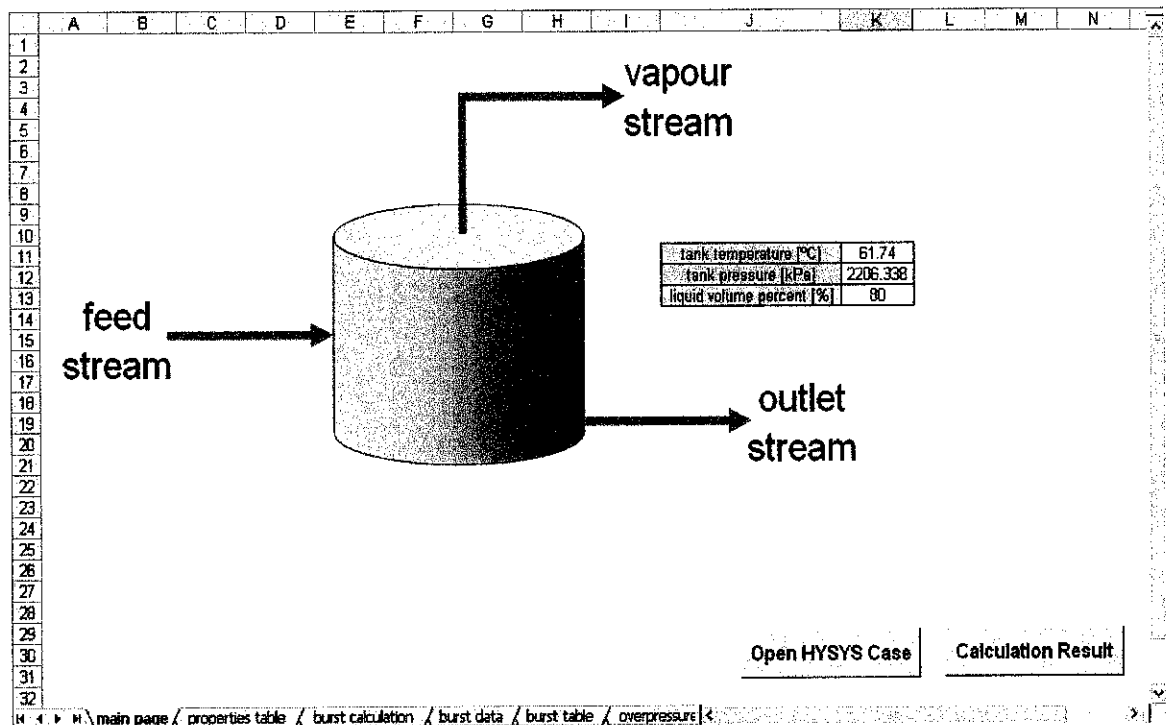 A B C D E F G H I J K L M N
1
2
3
4
5
6
7
8
9
10
11
12
13
14
15
16
17
18
19
20
21
22
23
24
25
26
27
28
29
30
31
32
vapour
stream
tank temperature [ºC] 61.74
tank pressure [kPa] 2206.338
liquid volume percent [%] 80
feed
stream
outlet
stream
Open HYSYS Case Calculation Result
main page / properties table / burst calculation / burst data / burst table / overpressure